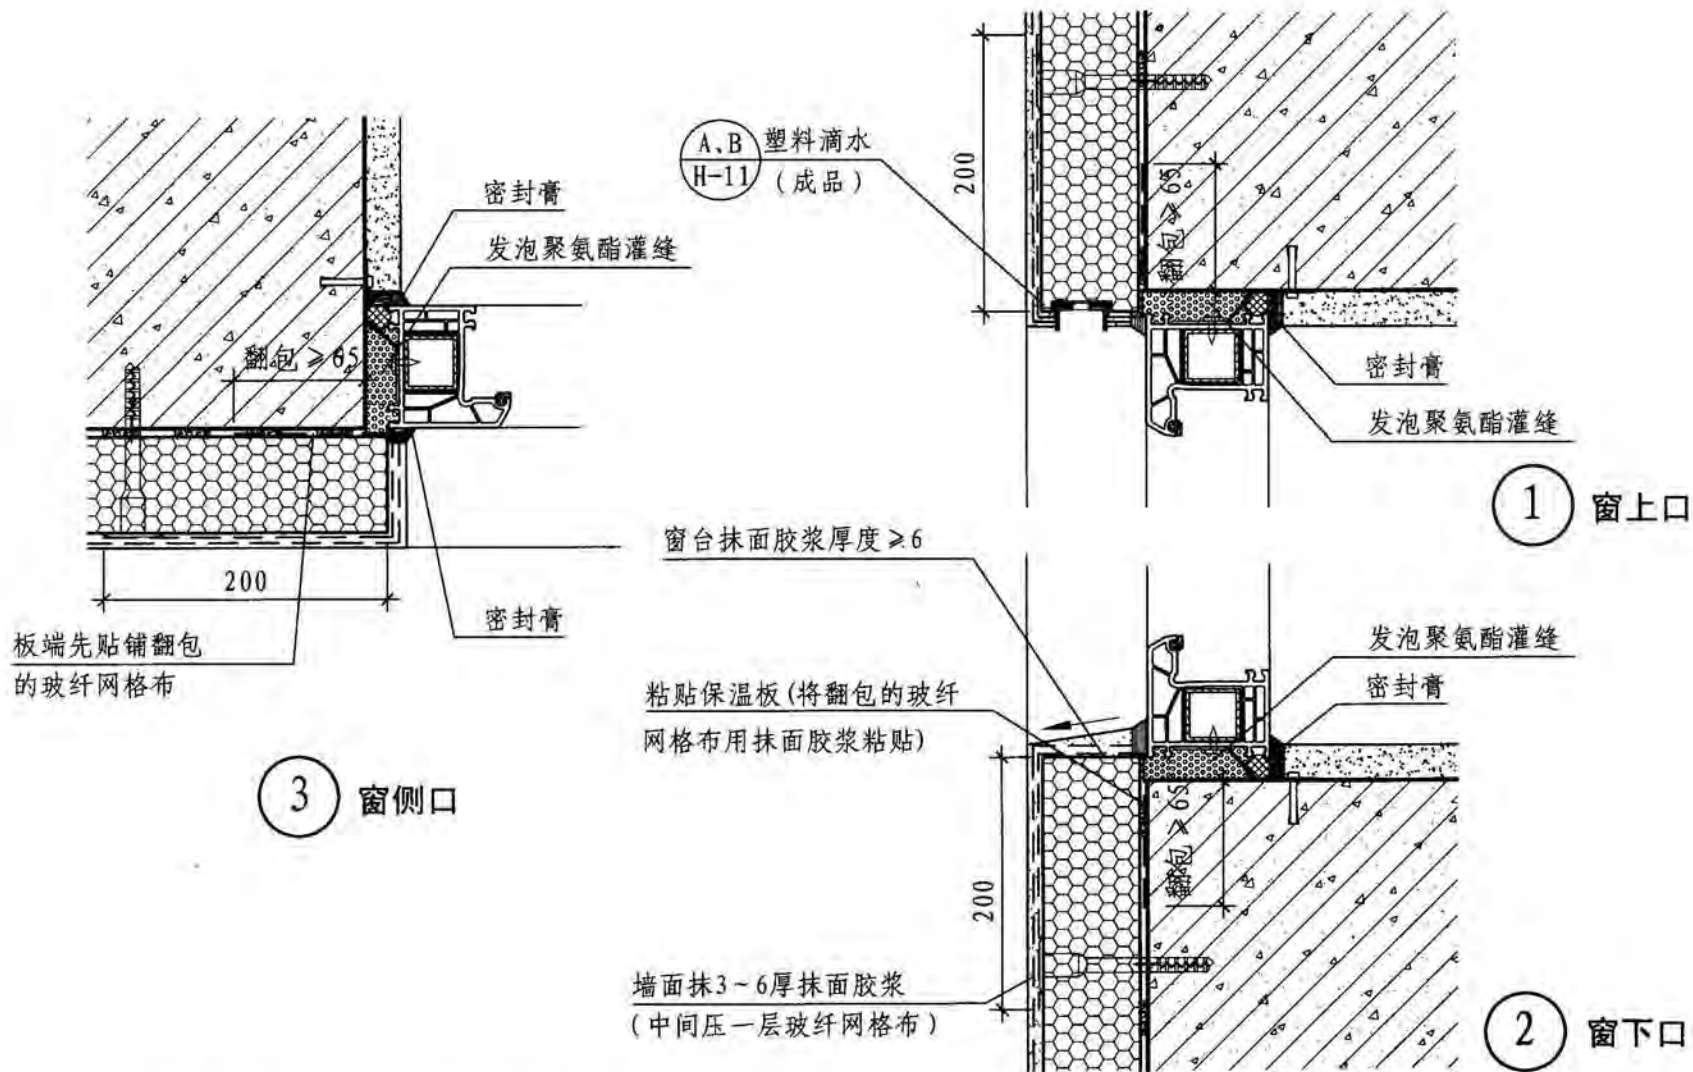 密封膏
发泡聚氨酯灌缝
翻包≥65
200
密封膏
板端先贴铺翻包
的玻纤网格布
3 窗侧口
A、B 塑料滴水
H-11 (成品)
200
翻包≥65
密封膏
发泡聚氨酯灌缝
1 窗上口
窗台抹面胶浆厚度≥6
粘贴保温板(将翻包的玻纤
网格布用抹面胶浆粘贴)
发泡聚氨酯灌缝
密封膏
翻包≥65
200
墙面抹3~6厚抹面胶浆
(中间压一层玻纤网格布)
2 窗下口